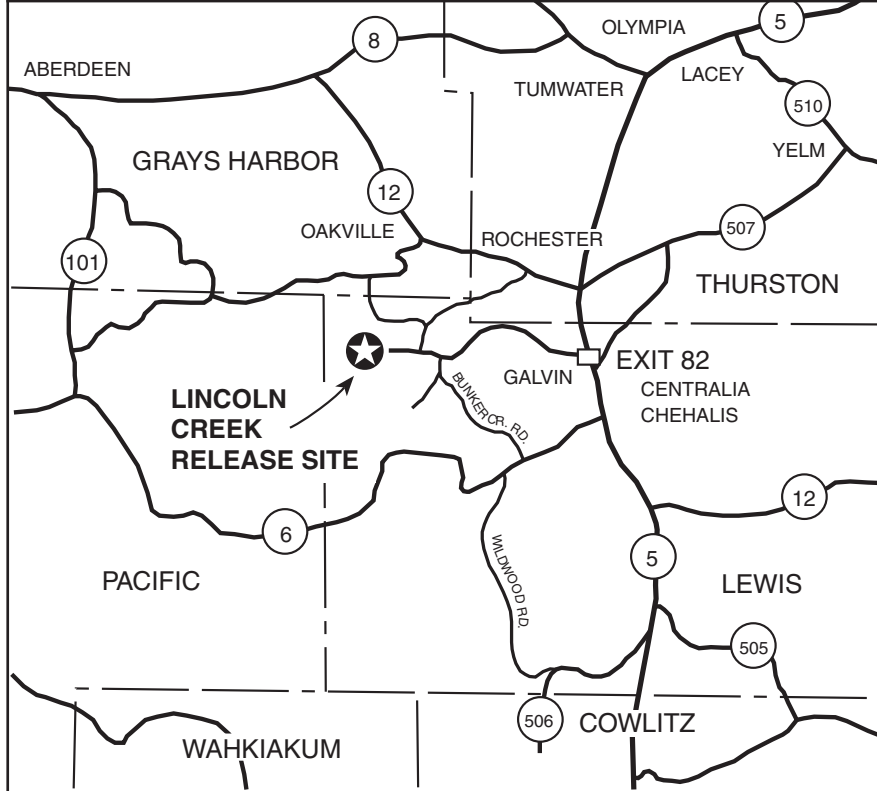 OLYMPIA
5
8
ABERDEEN
TUMWATER
LACEY
510
YELM
GRAYS HARBOR
12
OAKVILLE
ROCHESTER
507
101
THURSTON
EXIT 82
GALVIN
CENTRALIA
CHEHALIS
LINCOLN
CREEK
RELEASE SITE
BUNKER CR. RD.
12
6
WILDWOOD RD.
5
PACIFIC
LEWIS
505
506
COWLITZ
WAHKIAKUM